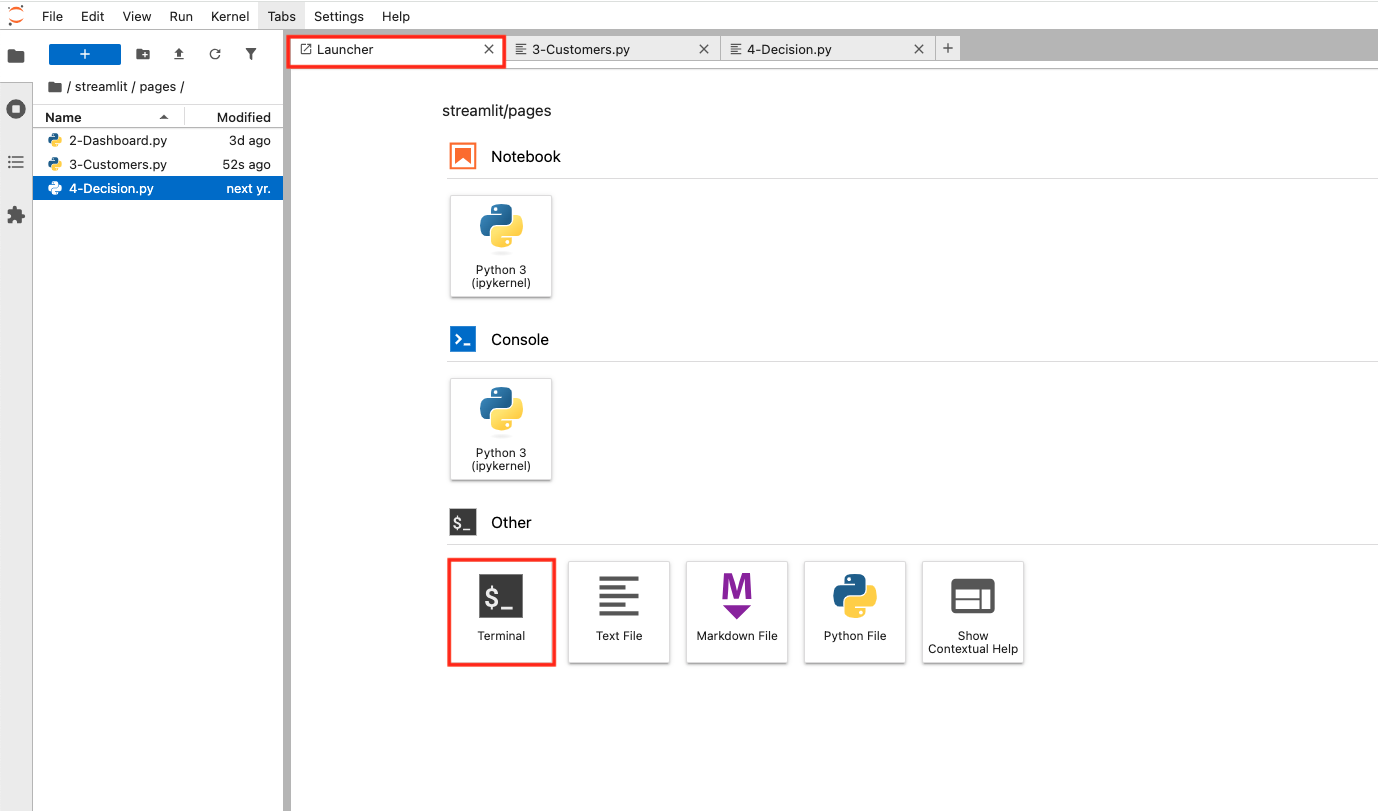 File Edit View Run Kernel Tabs Settings Help
Launcher 3-Customers.py 4-Decision.py
/ streamlit / pages /
Name Modified
2-Dashboard.py 3d ago
3-Customers.py 52s ago
4-Decision.py next yr.
streamlit/pages
Notebook
Python 3
(ipykernel)
Console
Python 3
(ipykernel)
$_ Other
$_
Terminal
Text File
M
Markdown File
Python File
Show
Contextual Help